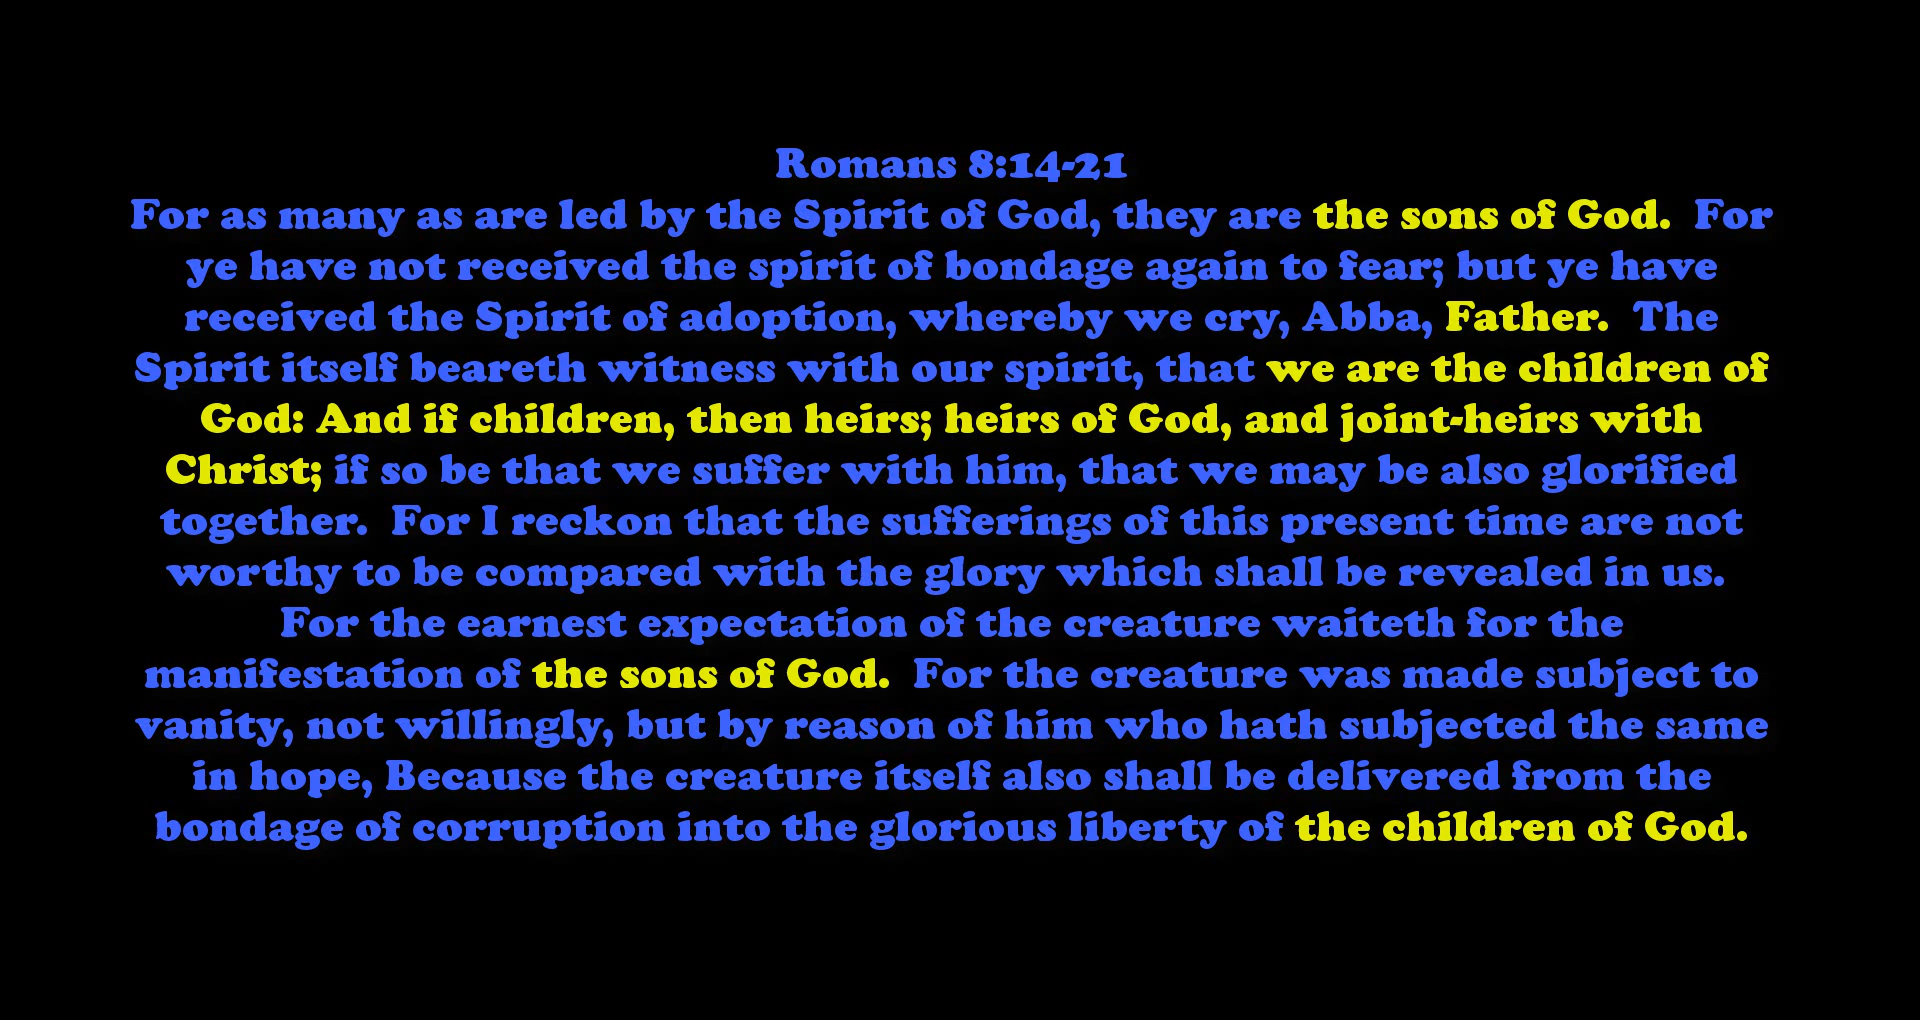 Romans 8:14-21
For as many as are led by the Spirit of God, they are the sons of God.  For
ye have not received the spirit of bondage again to fear; but ye have
received the Spirit of adoption, whereby we cry, Abba, Father.  The
Spirit itself beareth witness with our spirit, that we are the children of
God: And if children, then heirs; heirs of God, and joint-heirs with
Christ; if so be that we suffer with him, that we may be also glorified
together.  For I reckon that the sufferings of this present time are not
worthy to be compared with the glory which shall be revealed in us.
For the earnest expectation of the creature waiteth for the
manifestation of the sons of God.  For the creature was made subject to
vanity, not willingly, but by reason of him who hath subjected the same
in hope, Because the creature itself also shall be delivered from the
bondage of corruption into the glorious liberty of the children of God.